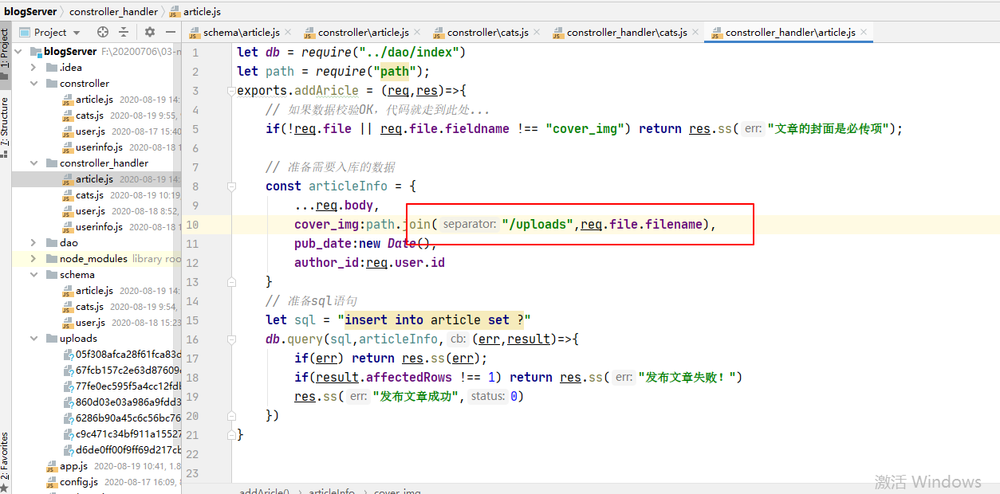 blogServer constroller_handler article.js
Project
schema\article.js constroller\article.js constroller\cats.js constroller_handler\cats.js constroller_handler\article.js
1: Project
7: Structure
2: Favorites
blogServer F:\20200706\03-n
.idea
constroller
article.js 2020-08-19 14:
cats.js 2020-08-19 9:55,
user.js 2020-08-17 15:40
userinfo.js 2020-08-18 1
constroller_handler
article.js 2020-08-19 14:
cats.js 2020-08-19 10:19
user.js 2020-08-18 8:52,
userinfo.js 2020-08-18 1
dao
node_modules library roo
schema
article.js 2020-08-19 14:
cats.js 2020-08-19 9:54,
user.js 2020-08-18 15:23
uploads
05f308afca28f61fca83d
67fcb157c2e63d87609
77fe0ec595f5a4cc12fdb
860d03e03a986a9fdd3
6286b90a45c6c56bc76
c9c471c34bf911a15527
d6de0ff00f9ff69d217cb
app.js 2020-08-19 10:41, 1.8
config.js 2020-08-17 16:09, 8
1 let db = require("../dao/index")
2 let path = require("path");
3 exports.addAricle = (req,res)=>{
4 // 如果数据校验OK，代码就走到此处...
5 if(!req.file || req.file.fieldname !== "cover_img") return res.ss( err: "文章的封面是必传项");
6
7 // 准备需要入库的数据
8 const articleInfo = {
9 ...req.body,
10 cover_img:path.join( separator: "/uploads",req.file.filename),
11 pub_date:new Date(),
12 author_id:req.user.id
13 }
14 // 准备sql语句
15 let sql = "insert into article set ?"
16 db.query(sql,articleInfo, cb: (err,result)=>{
17 if(err) return res.ss(err);
18 if(result.affectedRows !== 1) return res.ss( err: "发布文章失败！")
19 res.ss( err: "发布文章成功", status: 0)
20 })
21 }
22
23
addAricle() articleInfo cover_img
激活 Windows